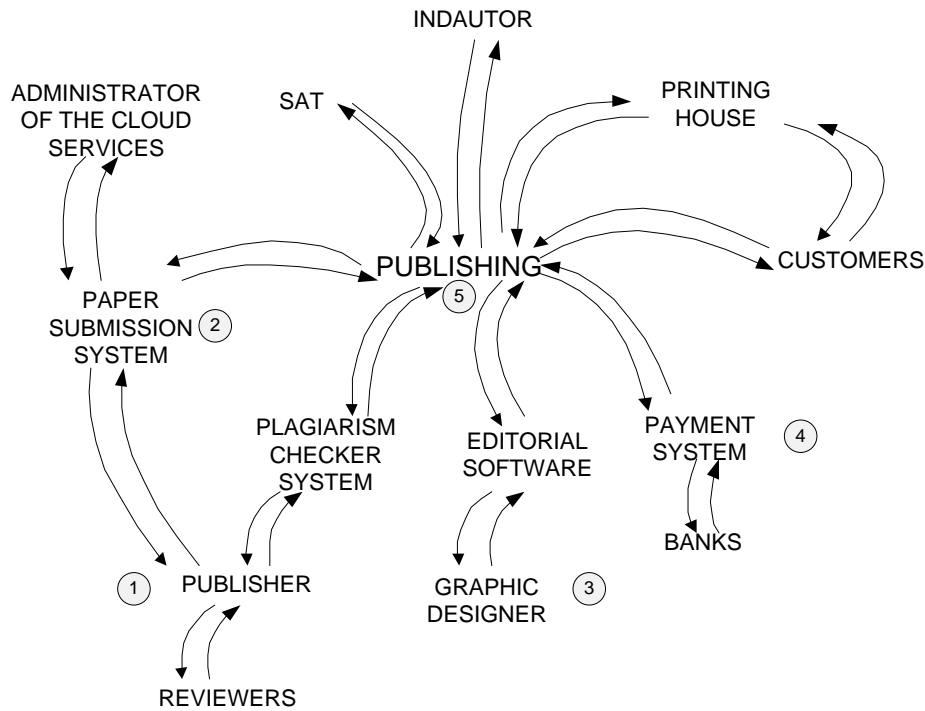 INDAUTOR
ADMINISTRATOR
OF THE CLOUD
SERVICES
SAT
PRINTING
HOUSE
PUBLISHING
5
CUSTOMERS
PAPER
SUBMISSION
SYSTEM
2
PLAGIARISM
CHECKER
SYSTEM
EDITORIAL
SOFTWARE
PAYMENT
SYSTEM
4
BANKS
1
PUBLISHER
GRAPHIC
DESIGNER
3
REVIEWERS